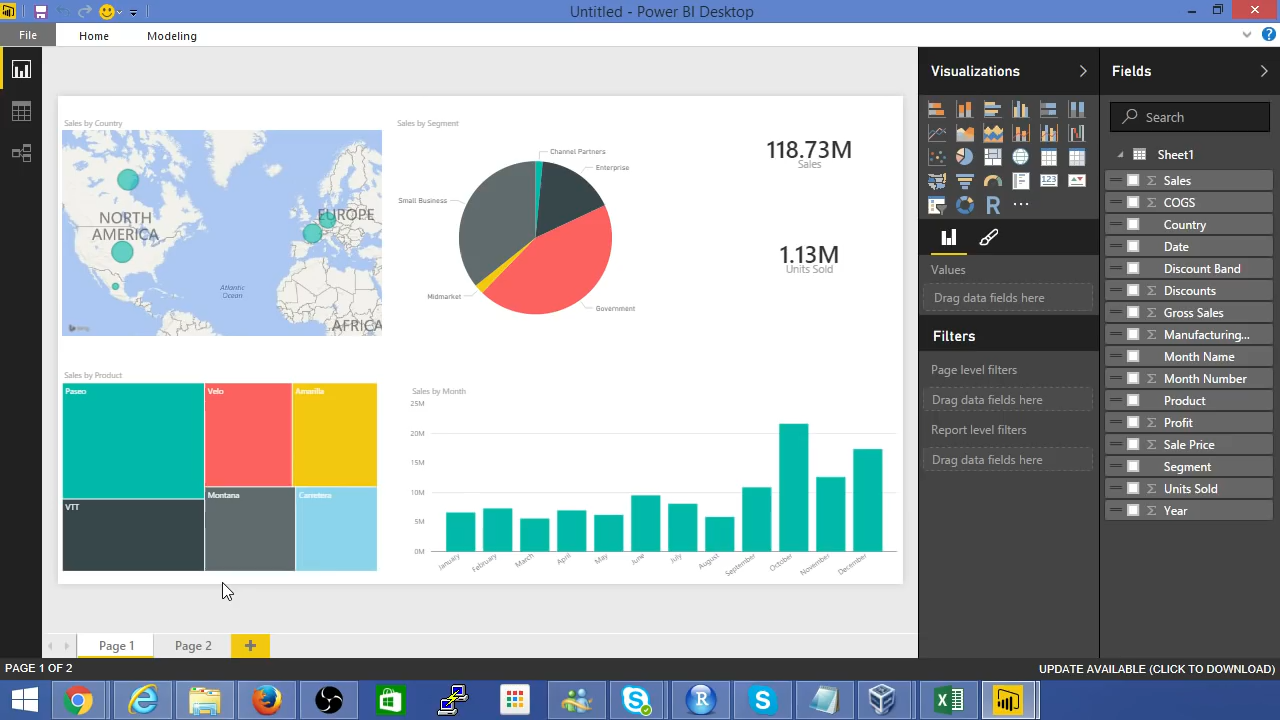 Untitled - Power BI Desktop
File
Home
Modeling
Sales by Country
NORTH
AMERICA
EUROPE
Atlantic
Ocean
AFRICA
bing
Sales by Segment
Channel Partners
Enterprise
Small Business
Midmarket
Government
118.73M
Sales
1.13M
Units Sold
Sales by Product
Paseo
Velo
Amarilla
VTT
Montana
Carretera
Sales by Month
25M
20M
15M
10M
5M
0M
January
February
March
April
May
June
July
August
September
October
November
December
Visualizations
123
R
Values
Drag data fields here
Filters
Page level filters
Drag data fields here
Report level filters
Drag data fields here
Fields
Search
Sheet1
Σ Sales
Σ COGS
Country
Date
Discount Band
Σ Discounts
Σ Gross Sales
Σ Manufacturing...
Month Name
Month Number
Product
Σ Profit
Σ Sale Price
Segment
Σ Units Sold
Σ Year
Page 1
Page 2
PAGE 1 OF 2
UPDATE AVAILABLE (CLICK TO DOWNLOAD)